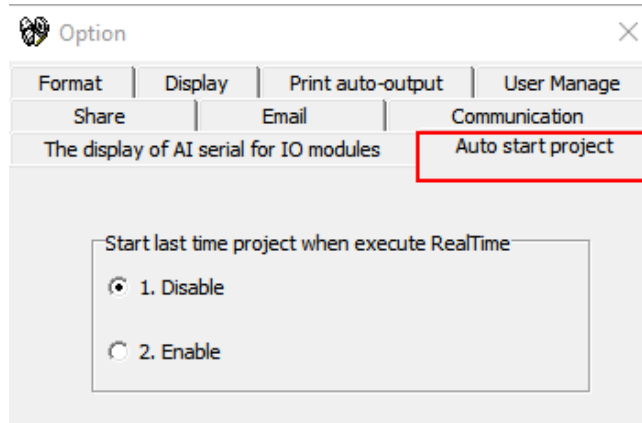 Option
Format Display Print auto-output User Manage
Share Email Communication
The display of AI serial for IO modules Auto start project
Start last time project when execute RealTime
1. Disable
2. Enable